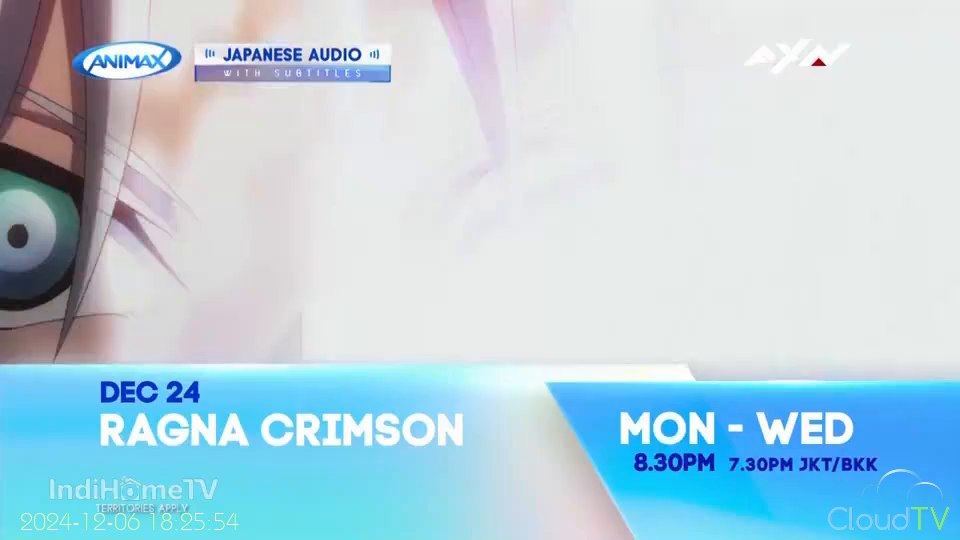 ANIMAX
JAPANESE AUDIO
WITH SUBTITLES
AXN
DEC 24
RAGNA CRIMSON
MON - WED
8.30PM 7.30PM JKT/BKK
IndiHomeTV
TERRITORIES APPLY
2024-12-06 18:25:54
CloudTV